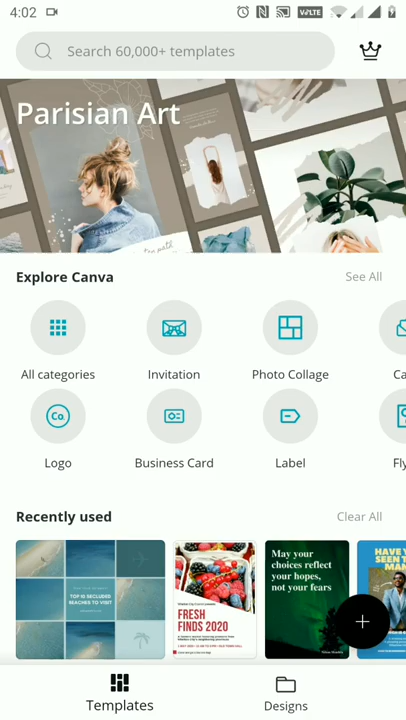 4:02
VoLTE
Search 60,000+ templates
Parisian Art
Explore Canva
See All
All categories
Invitation
Photo Collage
Ca
Co.
Logo
Business Card
Label
Fly
Recently used
Clear All
TOP 10 SECLUDED
BEACHES TO VISIT
FRESH
FINDS 2020
May your
choices reflect
your hopes,
not your fears
HAVE Y
SEEN T
MAN
Templates
Designs